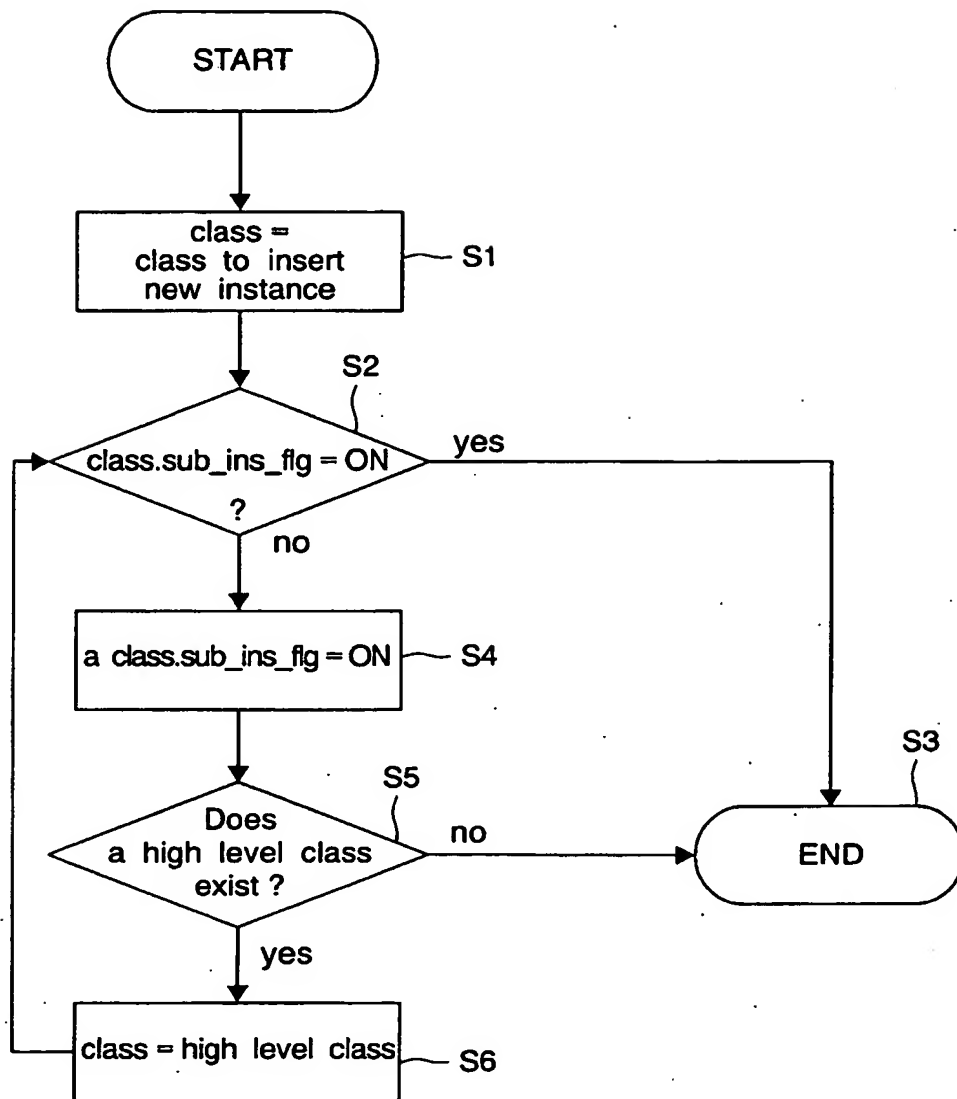 START
class =
class to insert
new instance
S1
S2
class.sub_ins_flg = ON
?
yes
no
a class.sub_ins_flg = ON
S4
S3
S5
Does
a high level class
exist ?
no
END
yes
class = high level class
S6